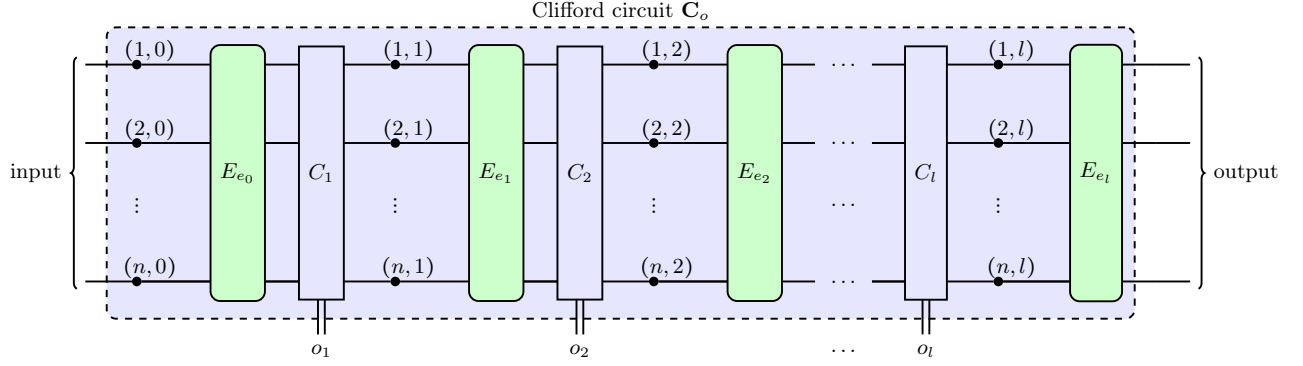 Clifford circuit C_o
(1, 0) (1, 1) (1, 2) ··· (1, l)
(2, 0) (2, 1) (2, 2) ··· (2, l)
input E_{e_0} C_1 E_{e_1} C_2 E_{e_2} C_l E_{e_l} output
⋮ ⋮ ⋮ ··· ⋮
(n, 0) (n, 1) (n, 2) ··· (n, l)
o_1 o_2 ··· o_l